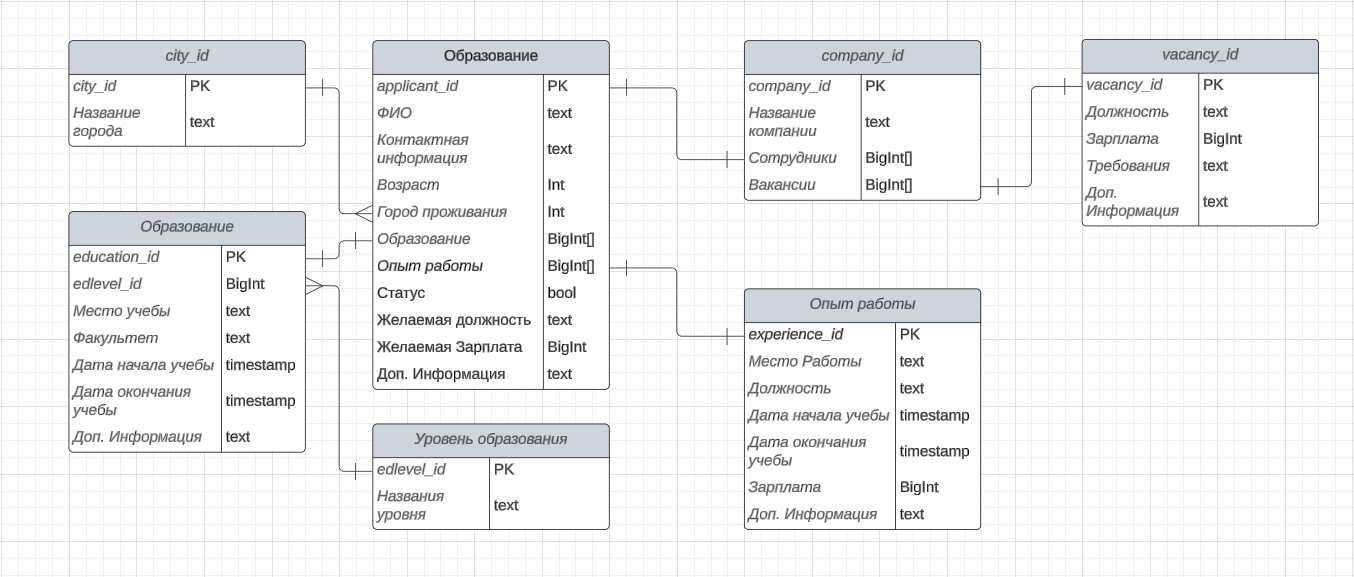 city_id
city_id PK
Название
города
text
Образование
applicant_id PK
ФИО text
Контактная
информация
text
Возраст Int
Город проживания Int
Образование BigInt[]
Опыт работы BigInt[]
Статус bool
Желаемая должность text
Желаемая Зарплата BigInt
Доп. Информация text
company_id
company_id PK
Название
компании
text
Сотрудники BigInt[]
Вакансии BigInt[]
vacancy_id
vacancy_id PK
Должность text
Зарплата BigInt
Требования text
Доп.
Информация
text
Образование
education_id PK
edlevel_id BigInt
Место учебы text
Факультет text
Дата начала учебы timestamp
Дата окончания
учебы
timestamp
Доп. Информация text
Уровень образования
edlevel_id PK
Названия
уровня
text
Опыт работы
experience_id PK
Место Работы text
Должность text
Дата начала учебы timestamp
Дата окончания
учебы
timestamp
Зарплата BigInt
Доп. Информация text